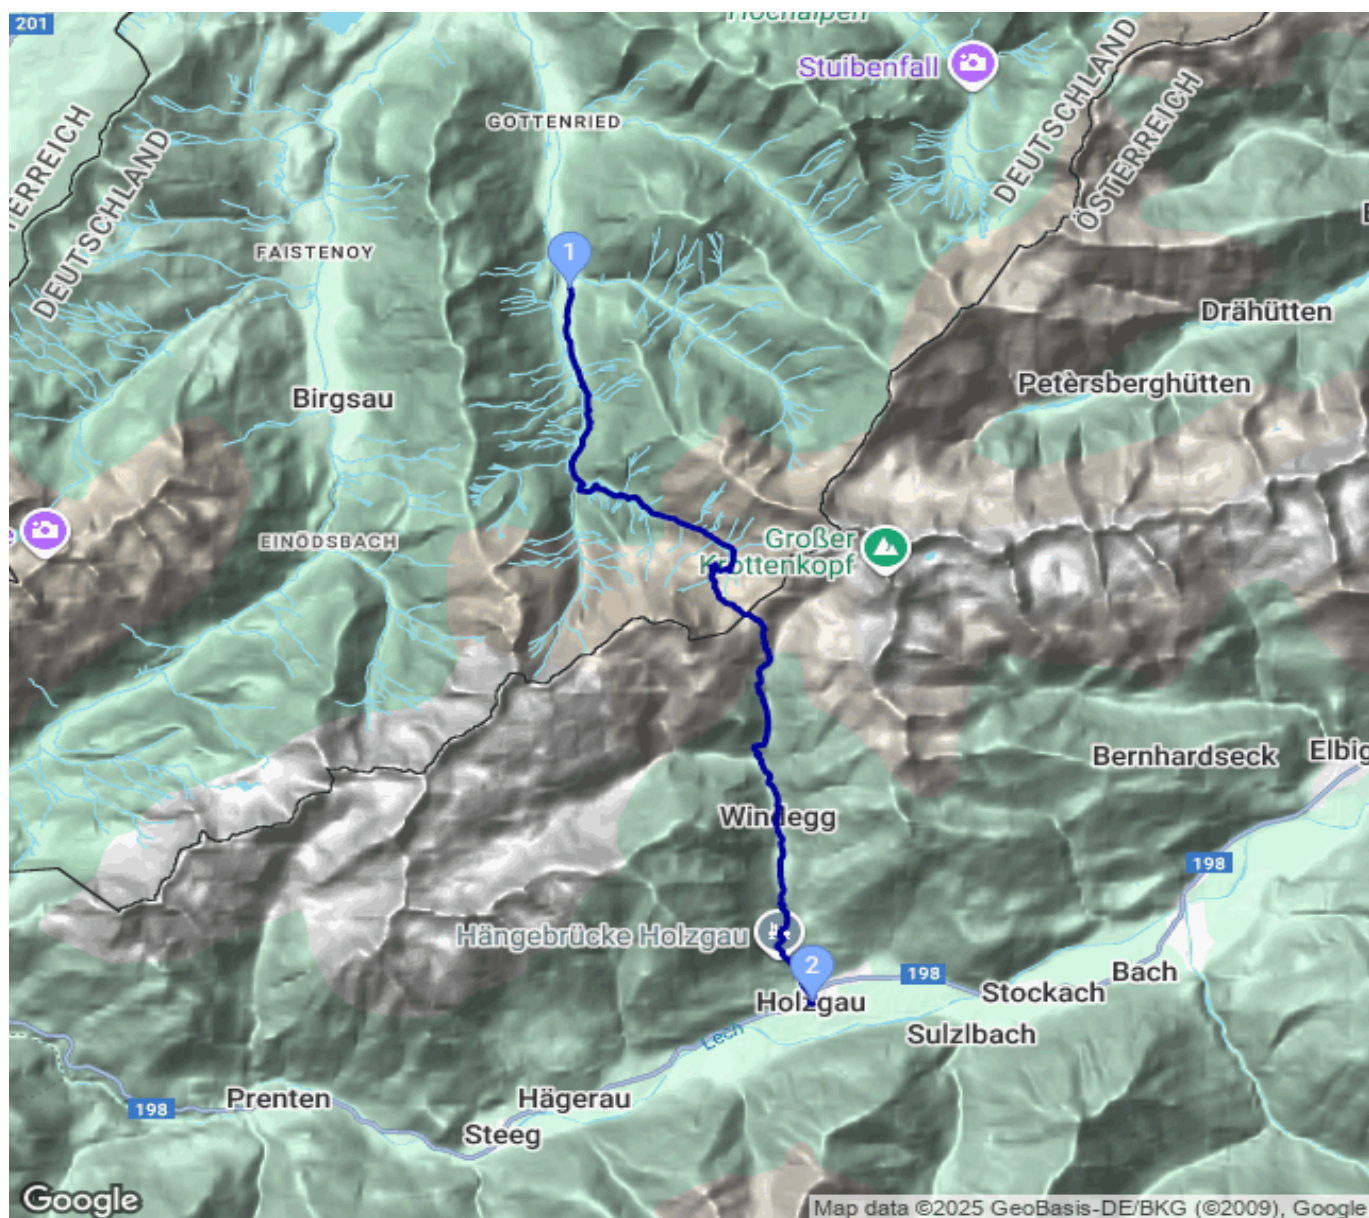 201
Hochalpen
Stuibenfall
DEUTSCHLAND
ÖSTERREICH
GOTTENRIED
TERREICH
DEUTSCHLAND
FAISTENOY
1
Drähütten
Petersberghütten
Birgsau
EINÖDSBACH
Großer
Krottenkopf
Bernhardseck
Elbig
Windegg
198
Hängebrücke Holzgau
2
198
Bach
Stockach
Holzgau
Sulzlbach
Lech
Hägerau
Prenten
198
Steeg
Google
Map data ©2025 GeoBasis-DE/BKG (©2009), Google